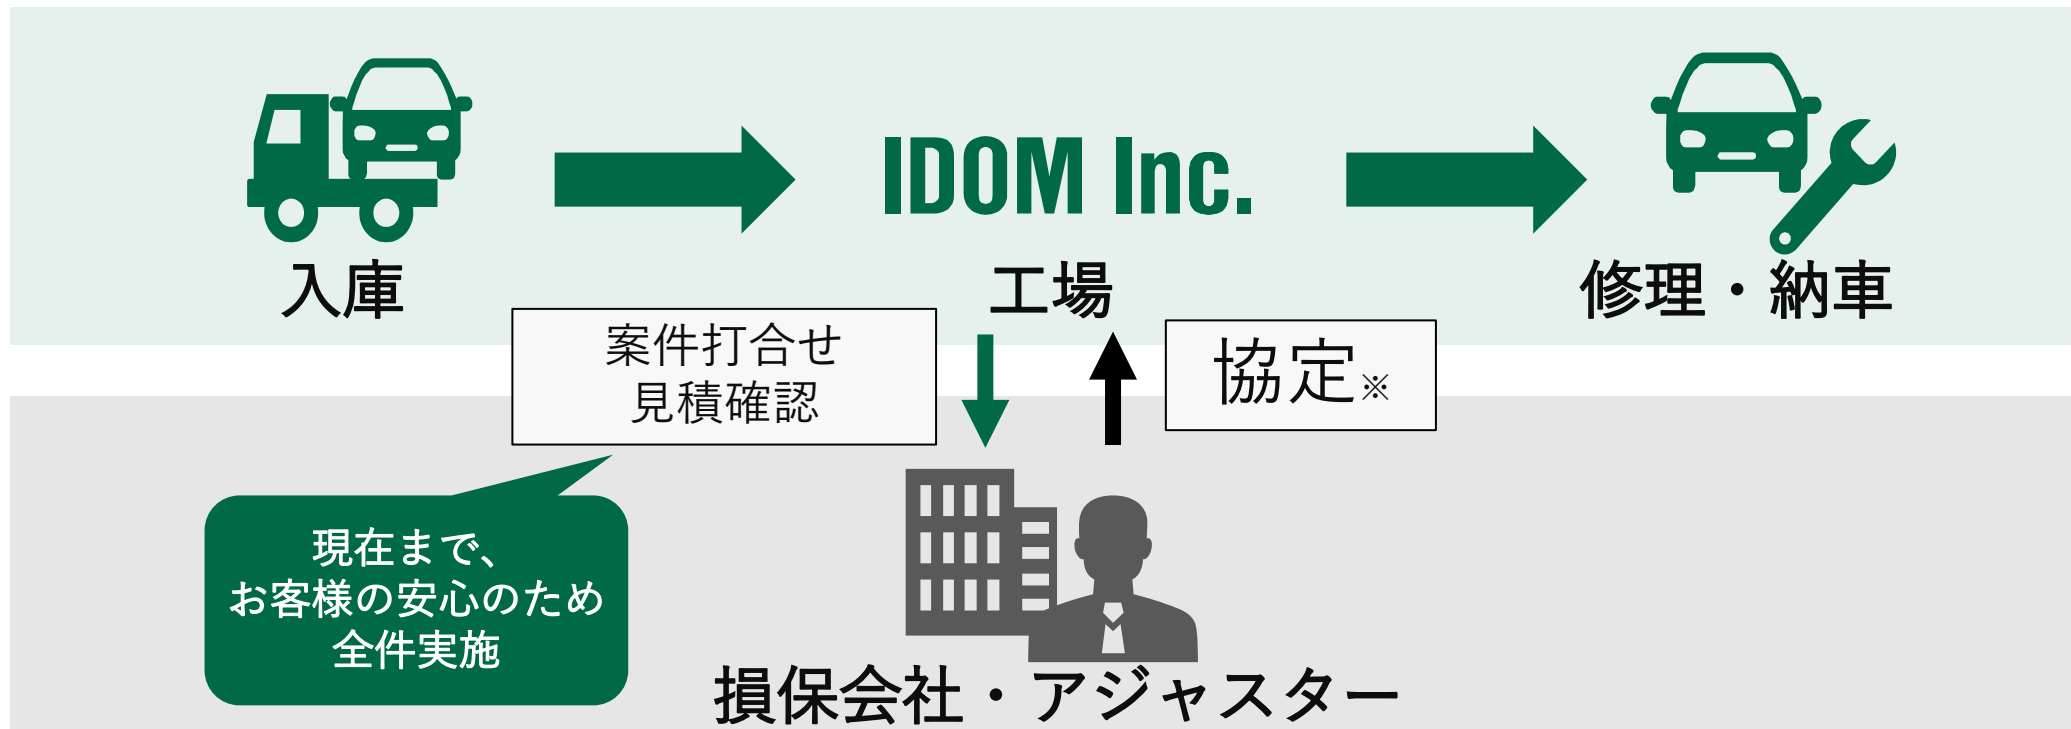 IDOM Inc.
入庫
工場
修理・納車
案件打合せ
見積確認
協定※
現在まで、
お客様の安心のため
全件実施
損保会社・アジャスター